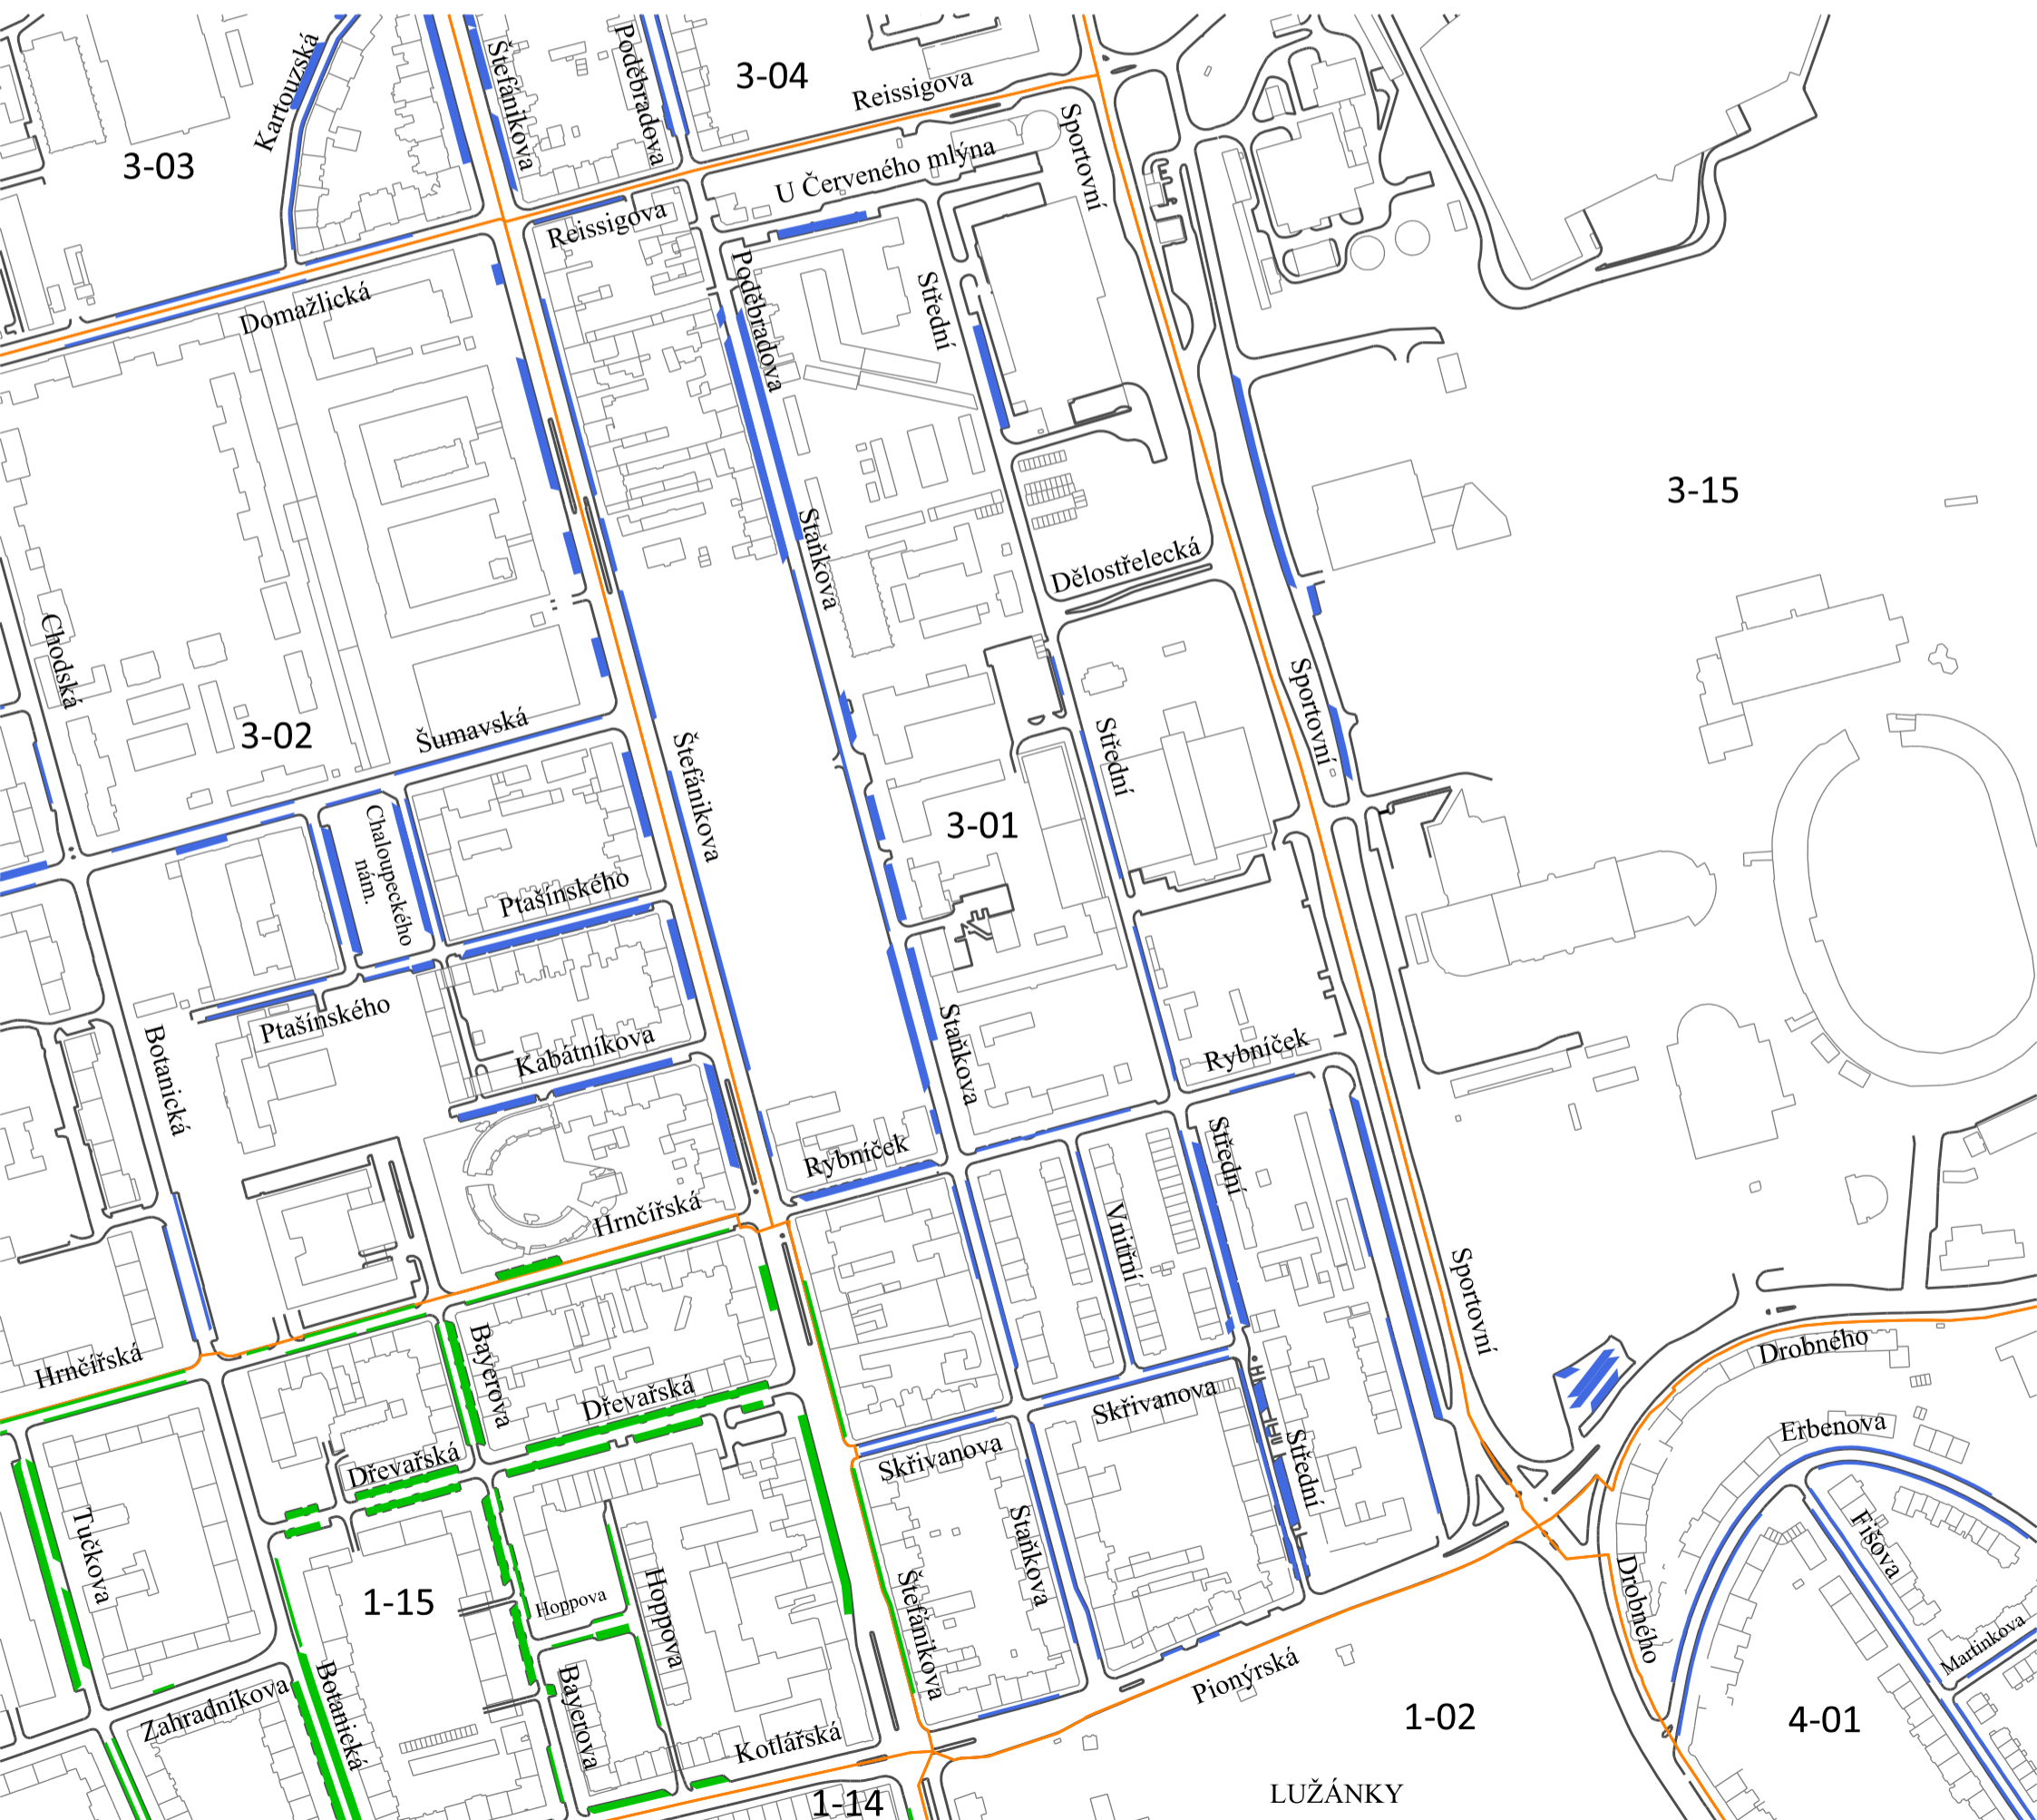 Kartouzská
Štefánikova
Poděbradova
3-04
Reissigova
Sportovní
3-03
U Červeného mlýna
Reissigova
Domažlická
Poděbradova
Střední
3-15
Staňkova
Dělostřelecká
Chodská
3-02
Šumavská
Štefánikova
Střední
Sportovní
Chaloupeckého
nám.
3-01
Ptašínského
Ptašínského
Botanická
Kabátníkova
Staňkova
Rybníček
Rybníček
Střední
Hrnčířská
Vnitřní
Sportovní
Hrnčířská
Bayerova
Dřevařská
Skřivanova
Drobného
Erbenova
Dřevařská
Skřivanova
Střední
Tučkova
Staňkova
Fišova
1-15
Hoppova
Hoppova
Štefánikova
Drobného
Martinkova
Zahradníkova
Botanická
Bayerova
Kotlářská
Pionýrská
1-02
4-01
1-14
LUŽÁNKY